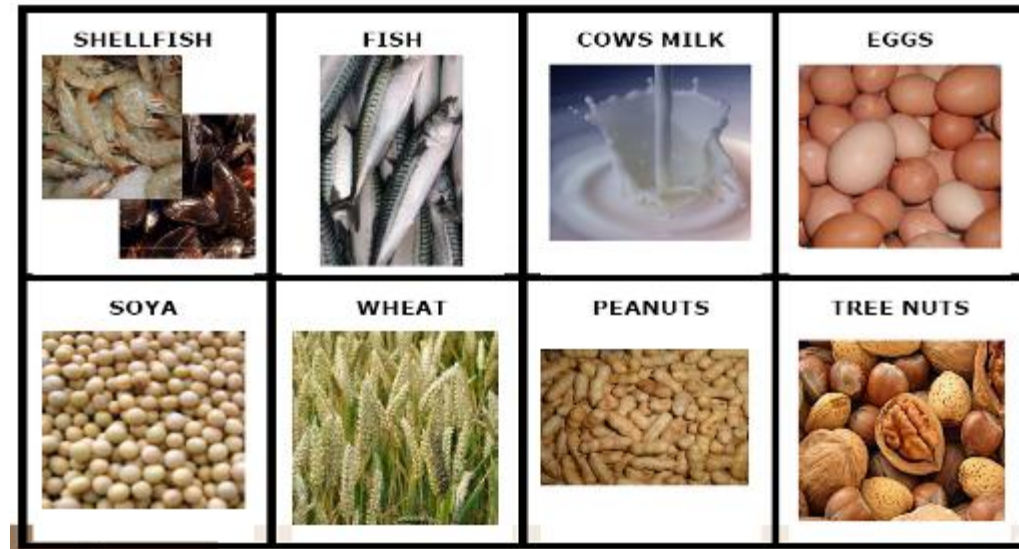 SHELLFISH
FISH
COWS MILK
EGGS
SOYA
WHEAT
PEANUTS
TREE NUTS